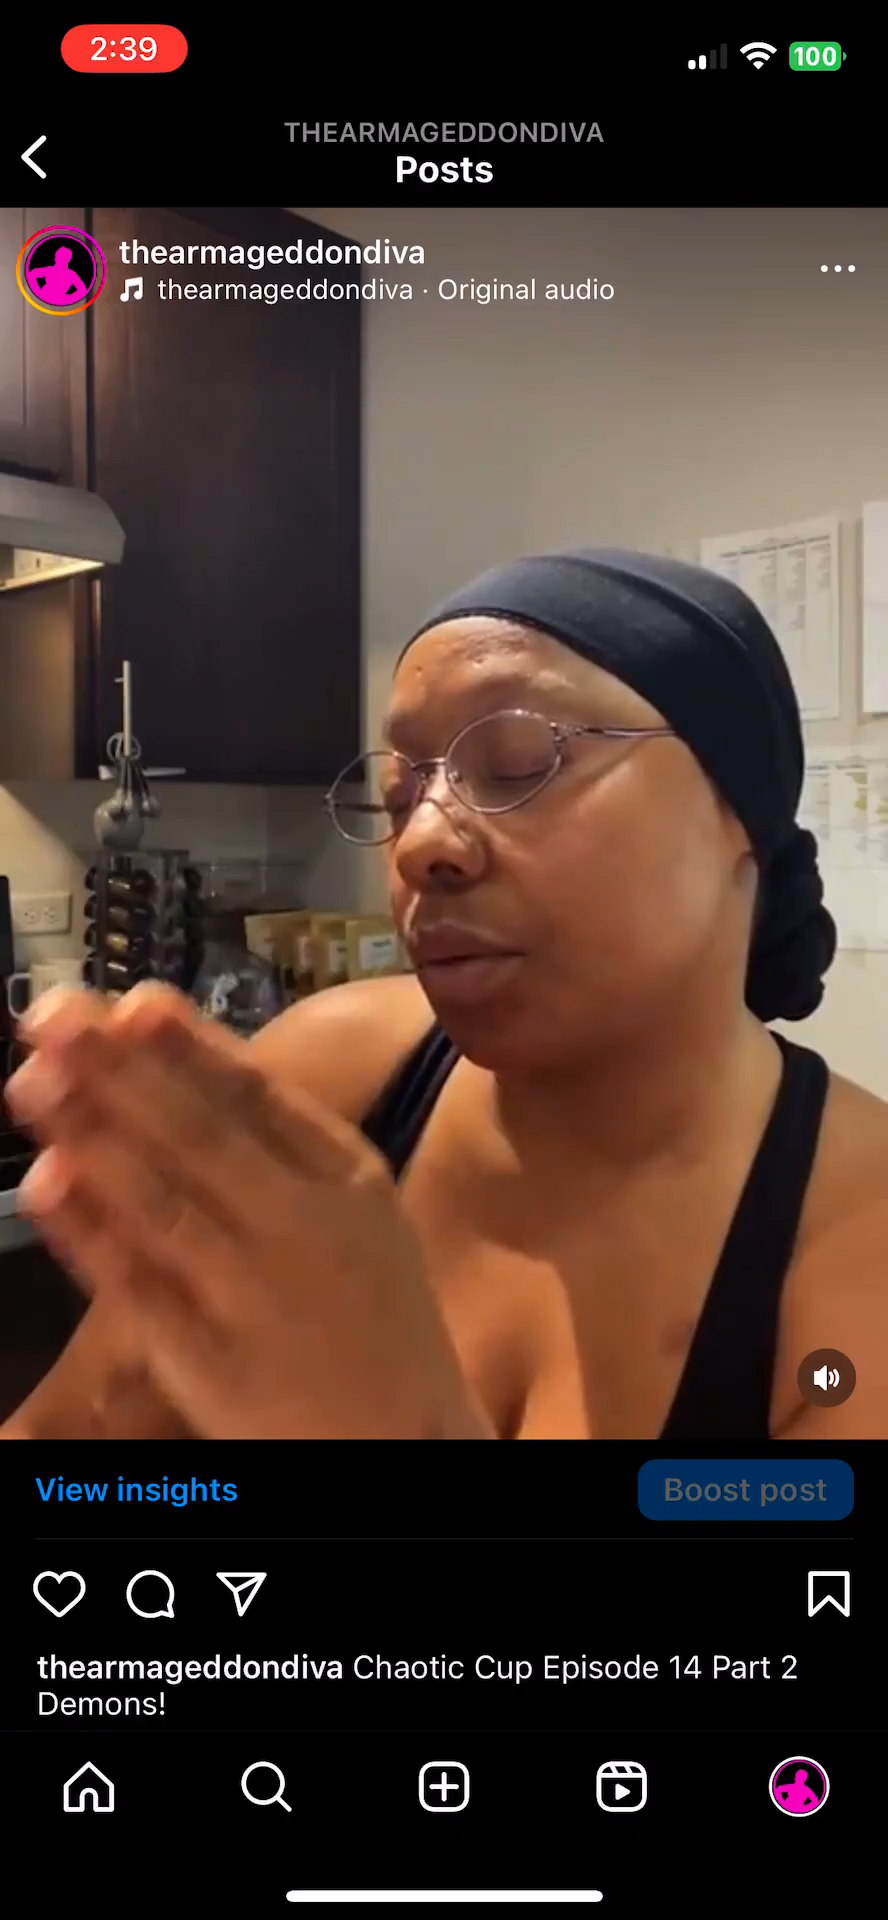 2:39
100
THEARMAGEDDONDIVA
Posts
thearmageddondiva
thearmageddondiva · Original audio
View insights
Boost post
thearmageddondiva Chaotic Cup Episode 14 Part 2
Demons!